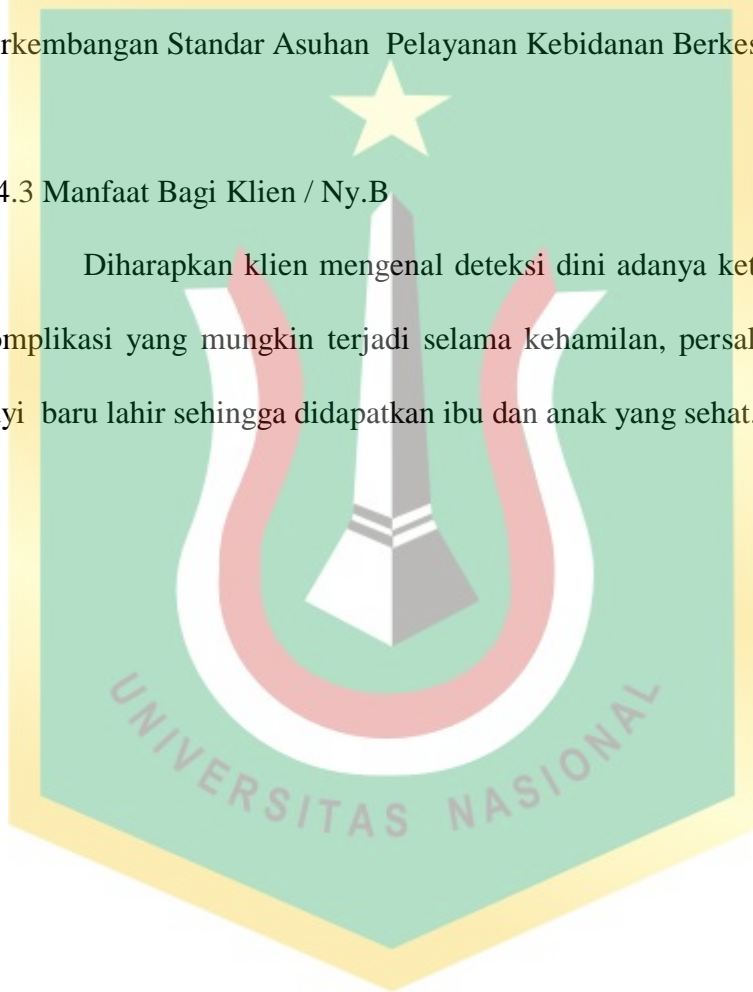 rkembangan Standar Asuhan Pelayanan Kebidanan Berkes
4.3 Manfaat Bagi Klien / Ny.B
Diharapkan klien mengenal deteksi dini adanya ket
omplikasi yang mungkin terjadi selama kehamilan, persal
yi baru lahir sehingga didapatkan ibu dan anak yang sehat.
UNIVERSITAS NASIONAL